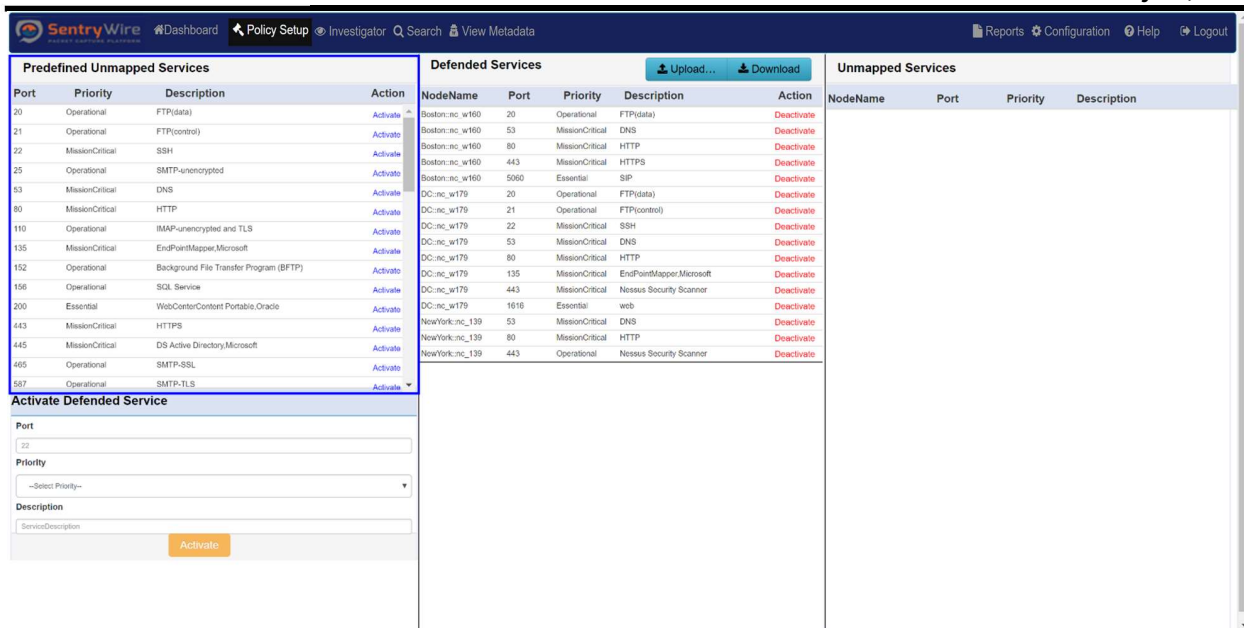 SentryWire Dashboard Policy Setup Investigator Search View Metadata Reports Configuration Help Logout
PACKET CAPTURE PLATFORM
Predefined Unmapped Services
Port Priority Description Action
20 Operational FTP(data) Activate
21 Operational FTP(control) Activate
22 MissionCritical SSH Activate
25 Operational SMTP-unencrypted Activate
53 MissionCritical DNS Activate
80 MissionCritical HTTP Activate
110 Operational IMAP-unencrypted and TLS Activate
135 MissionCritical EndPointMapper,Microsoft Activate
152 Operational Background File Transfer Program (BFTP) Activate
156 Operational SQL Service Activate
200 Essential WebCenterContent Portable,Oracle Activate
443 MissionCritical HTTPS Activate
445 MissionCritical DS Active Directory,Microsoft Activate
465 Operational SMTP-SSL Activate
587 Operational SMTP-TLS Activate
Activate Defended Service
Port
22
Priority
--Select Priority--
Description
ServiceDescription
Activate
Defended Services Upload... Download
NodeName Port Priority Description Action
Boston::nc_w160 20 Operational FTP(data) Deactivate
Boston::nc_w160 53 MissionCritical DNS Deactivate
Boston::nc_w160 80 MissionCritical HTTP Deactivate
Boston::nc_w160 443 MissionCritical HTTPS Deactivate
Boston::nc_w160 5060 Essential SIP Deactivate
DC::nc_w179 20 Operational FTP(data) Deactivate
DC::nc_w179 21 Operational FTP(control) Deactivate
DC::nc_w179 22 MissionCritical SSH Deactivate
DC::nc_w179 53 MissionCritical DNS Deactivate
DC::nc_w179 80 MissionCritical HTTP Deactivate
DC::nc_w179 135 MissionCritical EndPointMapper,Microsoft Deactivate
DC::nc_w179 443 MissionCritical Nessus Security Scanner Deactivate
DC::nc_w179 1616 Essential web Deactivate
NewYork::nc_139 53 MissionCritical DNS Deactivate
NewYork::nc_139 80 MissionCritical HTTP Deactivate
NewYork::nc_139 443 Operational Nessus Security Scanner Deactivate
Unmapped Services
NodeName Port Priority Description